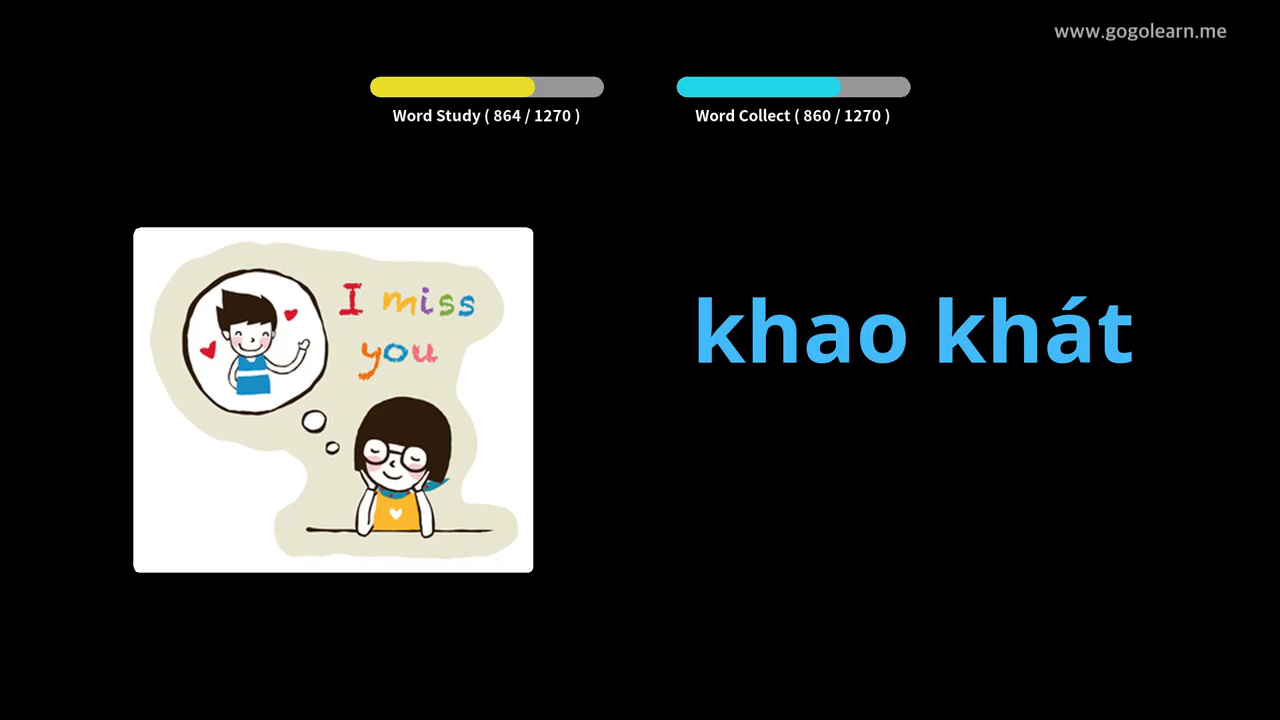 www.gogolearn.me
Word Study ( 864 / 1270 )
Word Collect ( 860 / 1270 )
I miss
you
khao khát